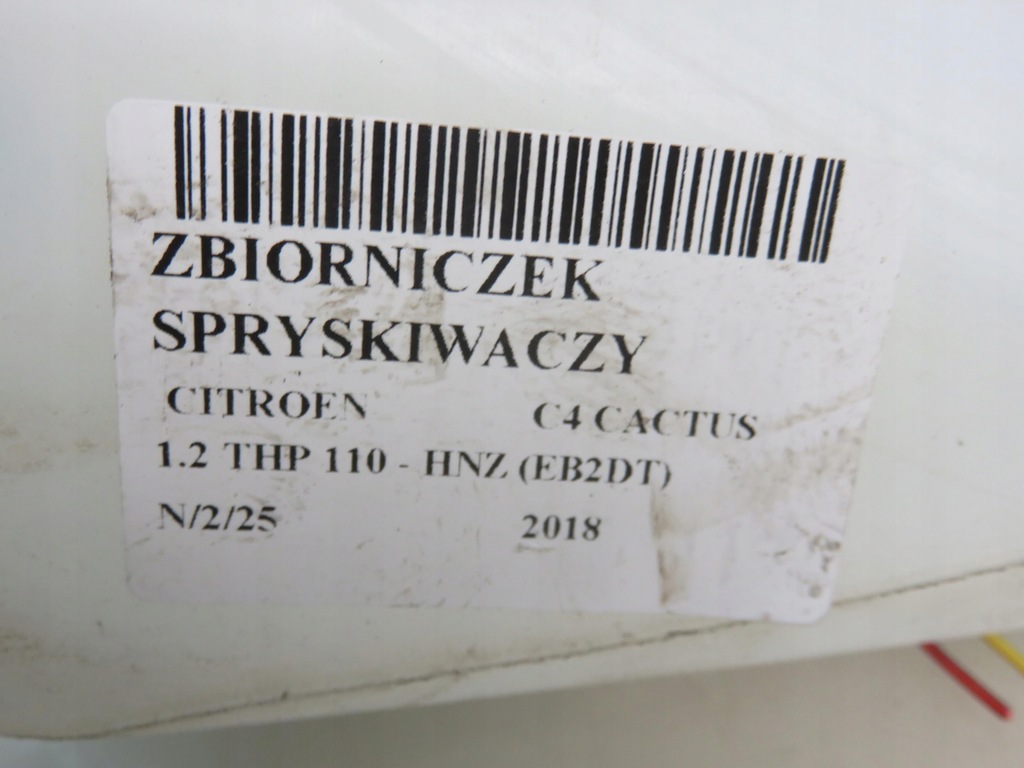 ZBIORNICZEK
SPRYSKIWACZY
CITROEN C4 CACTUS
1.2 THP 110 - HNZ (EB2DT)
N/2/25 2018